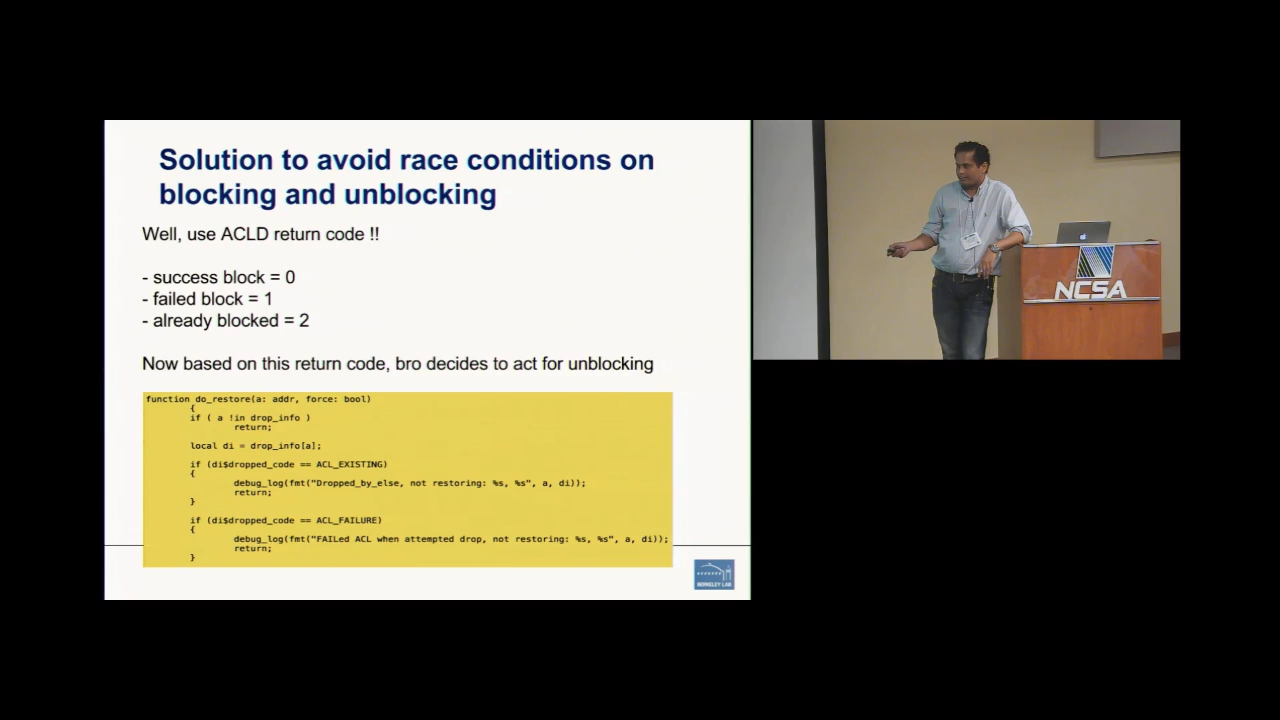 Solution to avoid race conditions on
blocking and unblocking
Well, use ACLD return code !!
- success block = 0
- failed block = 1
- already blocked = 2
Now based on this return code, bro decides to act for unblocking
function do_restore(a: addr, force: bool)
{
if ( a !in drop_info )
return;
local di = drop_info[a];
if (di$dropped_code == ACL_EXISTING)
{
debug_log(fmt("Dropped_by_else, not restoring: %s, %s", a, di));
return;
}
if (di$dropped_code == ACL_FAILURE)
{
debug_log(fmt("FAILed ACL when attempted drop, not restoring: %s, %s", a, di));
return;
}
BERKELEY LAB
NCSA